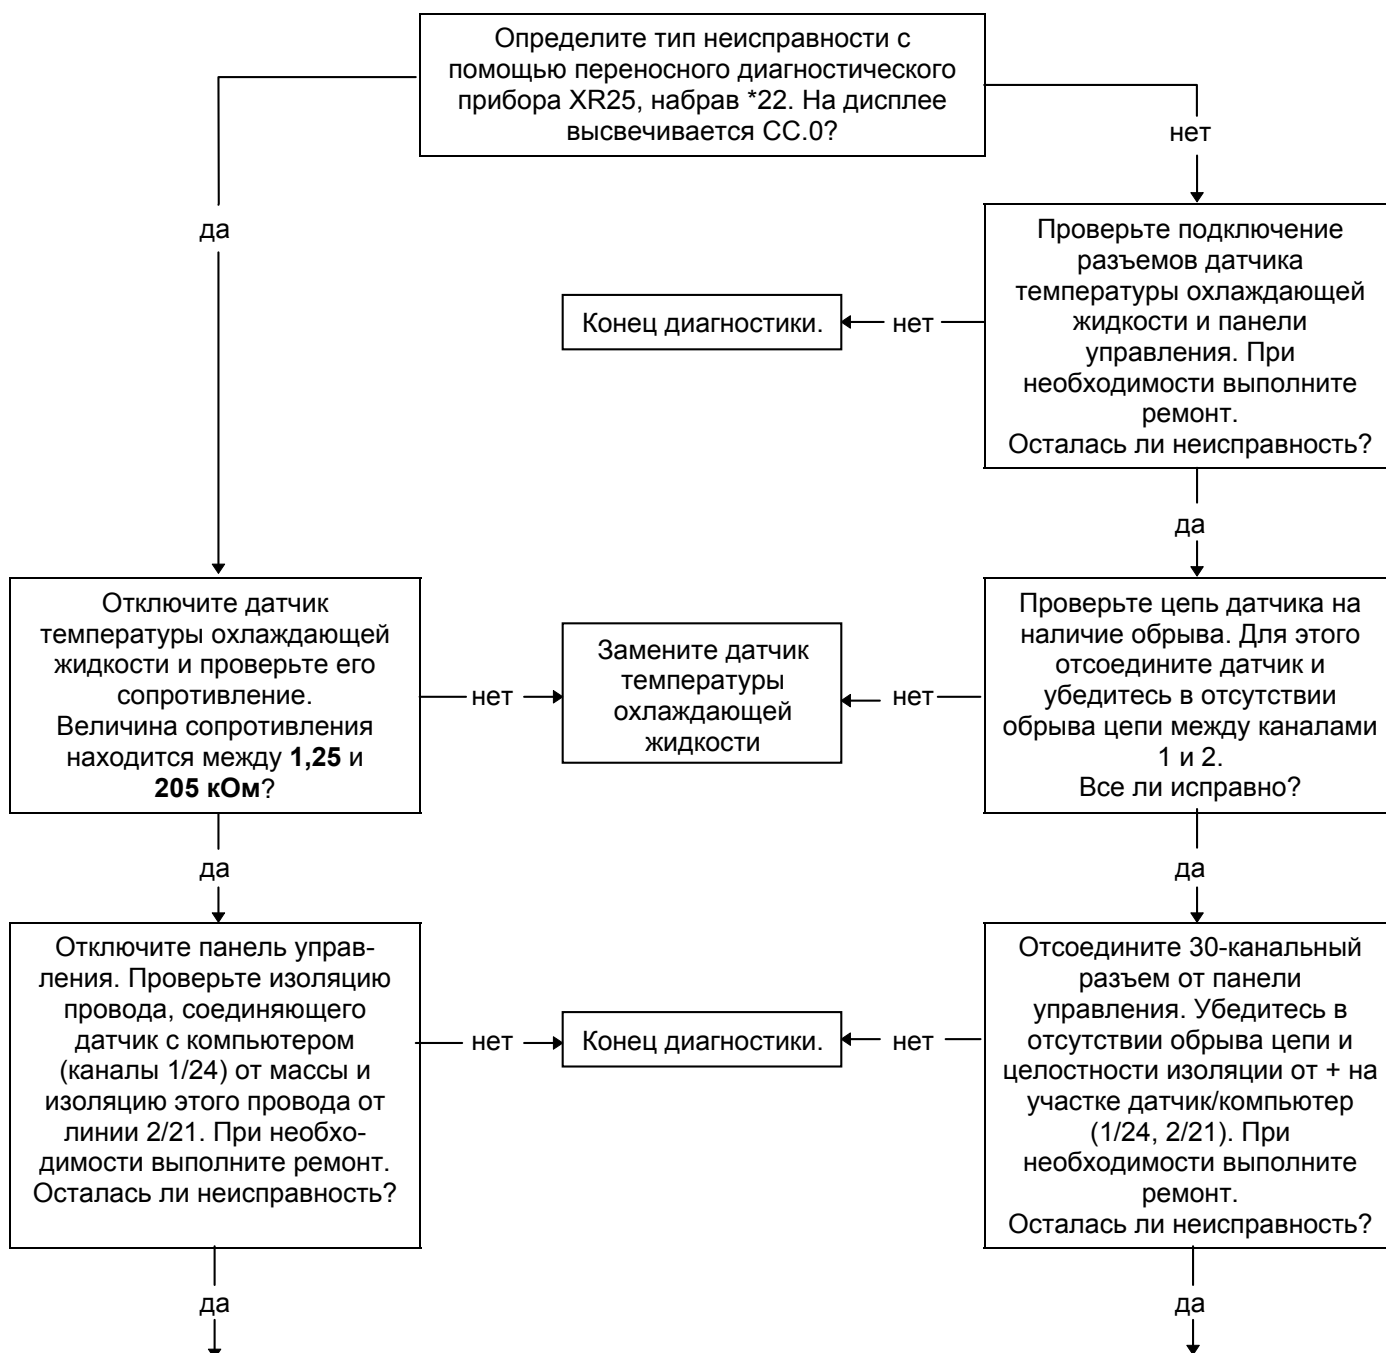 Определите тип неисправности с
помощью переносного диагностического
прибора XR25, набрав *22. На дисплее
высвечивается CC.0?
нет
да
Проверьте подключение
разъемов датчика
температуры охлаждающей
жидкости и панели
управления. При
необходимости выполните
ремонт.
Осталась ли неисправность?
нет
Конец диагностики.
да
Отключите датчик
температуры охлаждающей
жидкости и проверьте его
сопротивление.
Величина сопротивления
находится между 1,25 и
205 кОм?
нет
Замените датчик
температуры
охлаждающей
жидкости
нет
Проверьте цепь датчика на
наличие обрыва. Для этого
отсоедините датчик и
убедитесь в отсутствии
обрыва цепи между каналами
1 и 2.
Все ли исправно?
да
да
Отключите панель управ-
ления. Проверьте изоляцию
провода, соединяющего
датчик с компьютером
(каналы 1/24) от массы и
изоляцию этого провода от
линии 2/21. При необхо-
димости выполните ремонт.
Осталась ли неисправность?
нет
Конец диагностики.
нет
Отсоедините 30-канальный
разъем от панели
управления. Убедитесь в
отсутствии обрыва цепи и
целостности изоляции от + на
участке датчик/компьютер
(1/24, 2/21). При
необходимости выполните
ремонт.
Осталась ли неисправность?
да
да